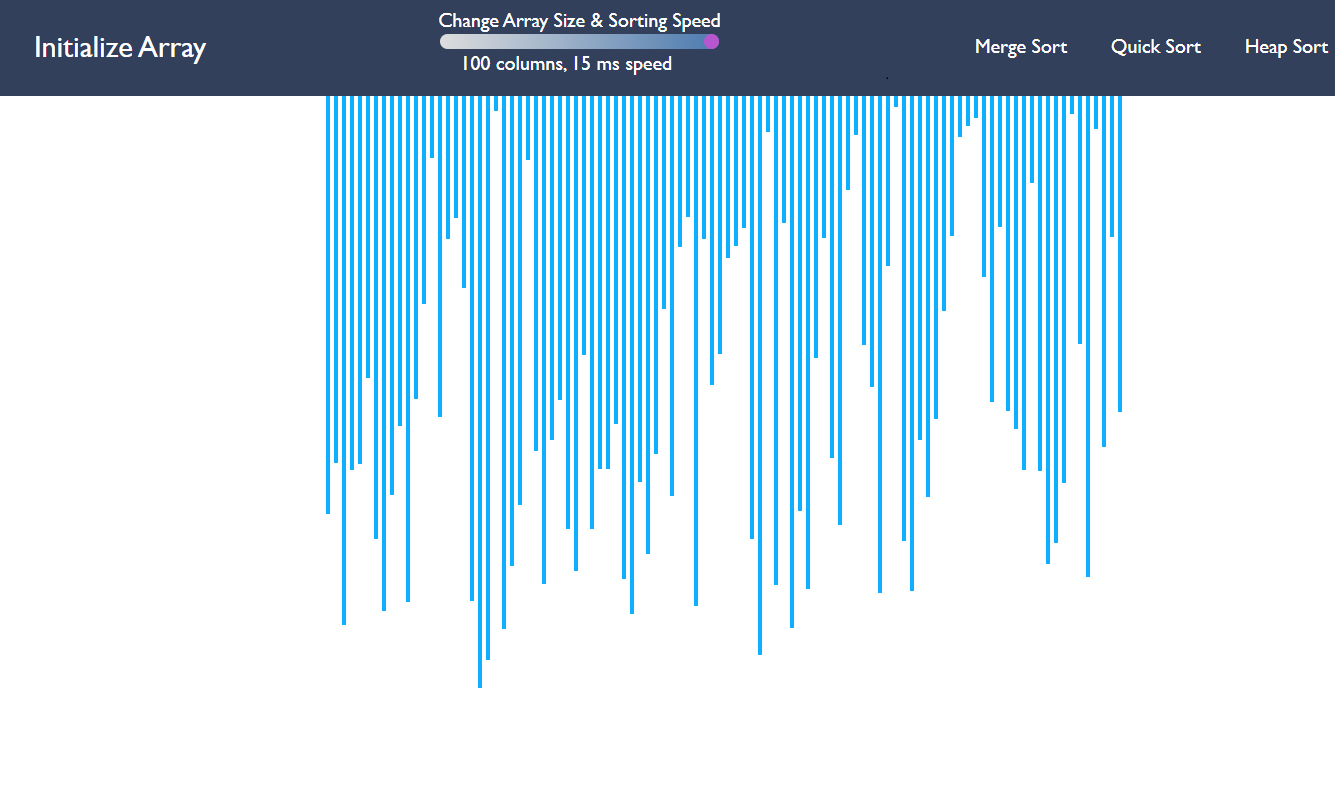 Initialize Array
Change Array Size & Sorting Speed
100 columns, 15 ms speed
Merge Sort
Quick Sort
Heap Sort